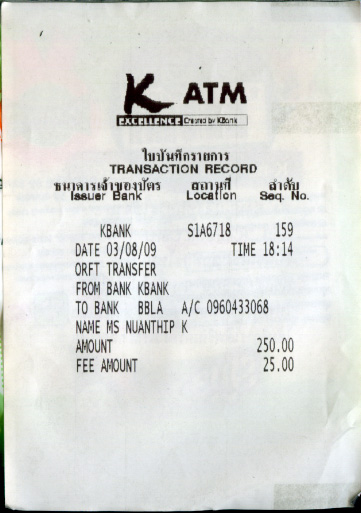 K ATM
EXCELLENCE Created by KBank
ใบบันทึกรายการ
TRANSACTION RECORD
ธนาคารเจ้าของบัตร สถานที่ ลำดับ
Issuer Bank Location Seq. No.
KBANK S1A6718 159
DATE 03/08/09 TIME 18:14
ORFT TRANSFER
FROM BANK KBANK
TO BANK BBLA A/C 0960433068
NAME MS NUANTHIP K
AMOUNT 250.00
FEE AMOUNT 25.00